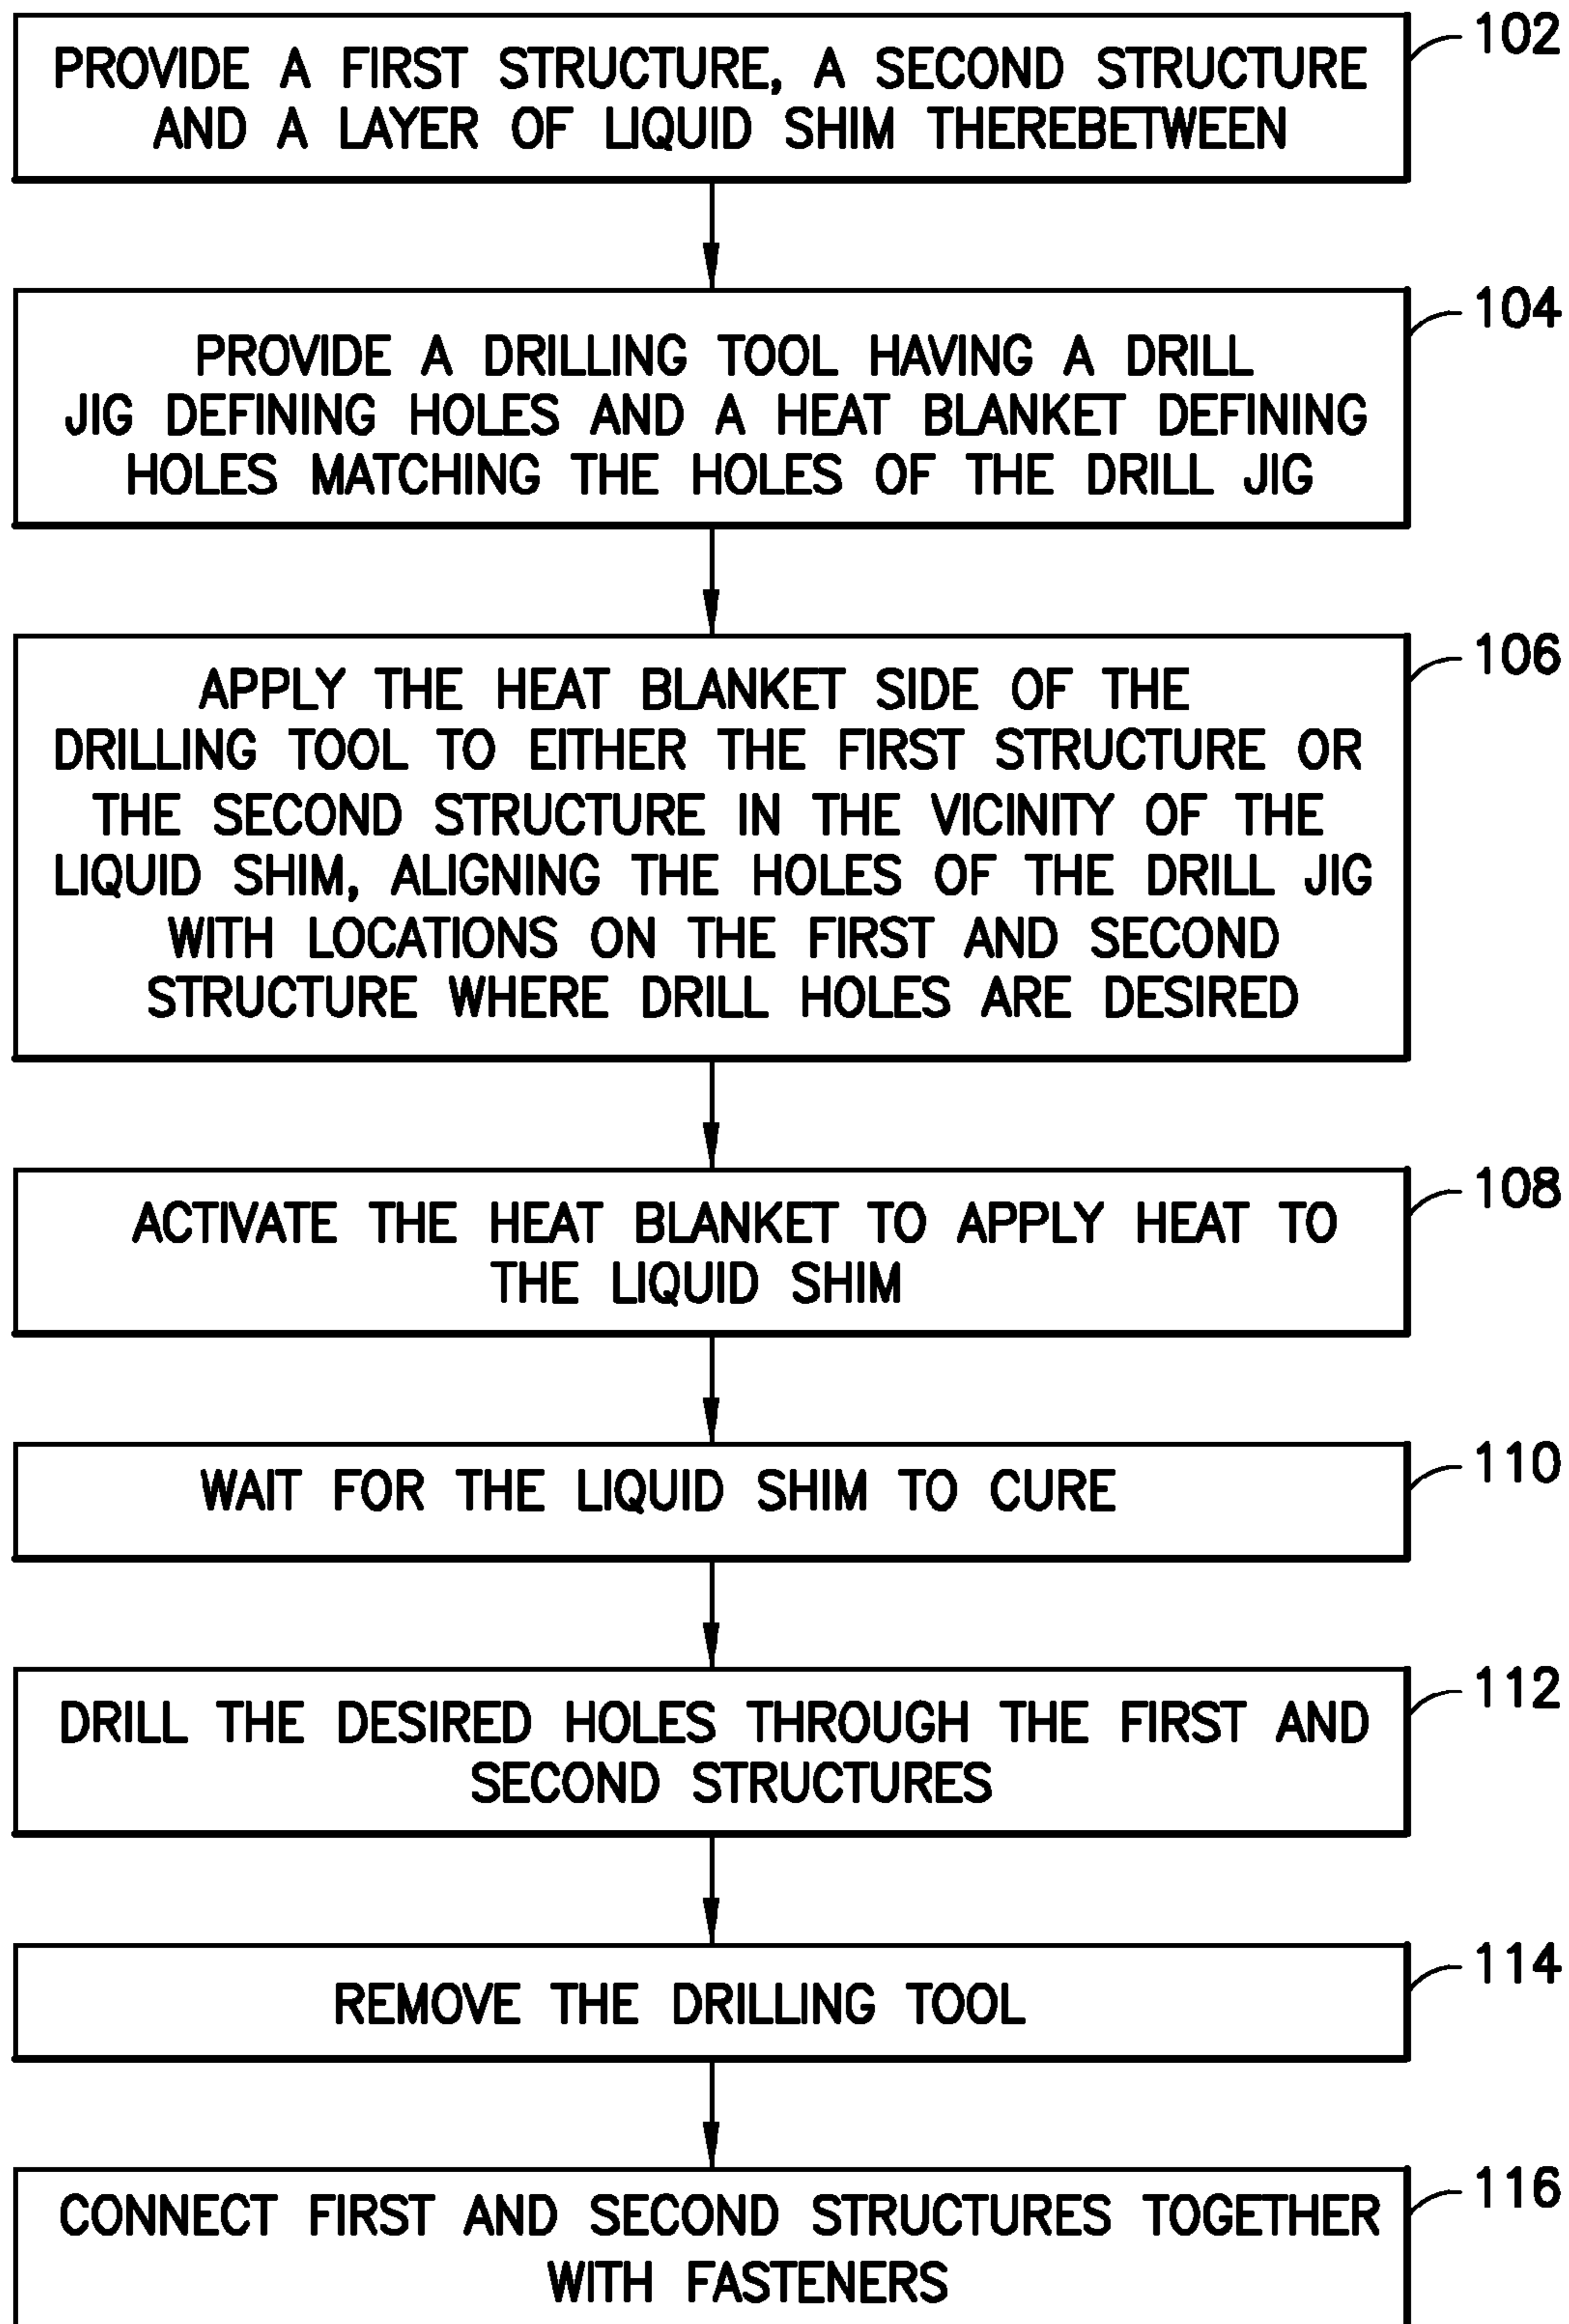 PROVIDE A FIRST STRUCTURE, A SECOND STRUCTURE
AND A LAYER OF LIQUID SHIM THEREBETWEEN
102
PROVIDE A DRILLING TOOL HAVING A DRILL
JIG DEFINING HOLES AND A HEAT BLANKET DEFINING
HOLES MATCHING THE HOLES OF THE DRILL JIG
104
APPLY THE HEAT BLANKET SIDE OF THE
DRILLING TOOL TO EITHER THE FIRST STRUCTURE OR
THE SECOND STRUCTURE IN THE VICINITY OF THE
LIQUID SHIM, ALIGNING THE HOLES OF THE DRILL JIG
WITH LOCATIONS ON THE FIRST AND SECOND
STRUCTURE WHERE DRILL HOLES ARE DESIRED
106
ACTIVATE THE HEAT BLANKET TO APPLY HEAT TO
THE LIQUID SHIM
108
WAIT FOR THE LIQUID SHIM TO CURE
110
DRILL THE DESIRED HOLES THROUGH THE FIRST AND
SECOND STRUCTURES
112
REMOVE THE DRILLING TOOL
114
CONNECT FIRST AND SECOND STRUCTURES TOGETHER
WITH FASTENERS
116